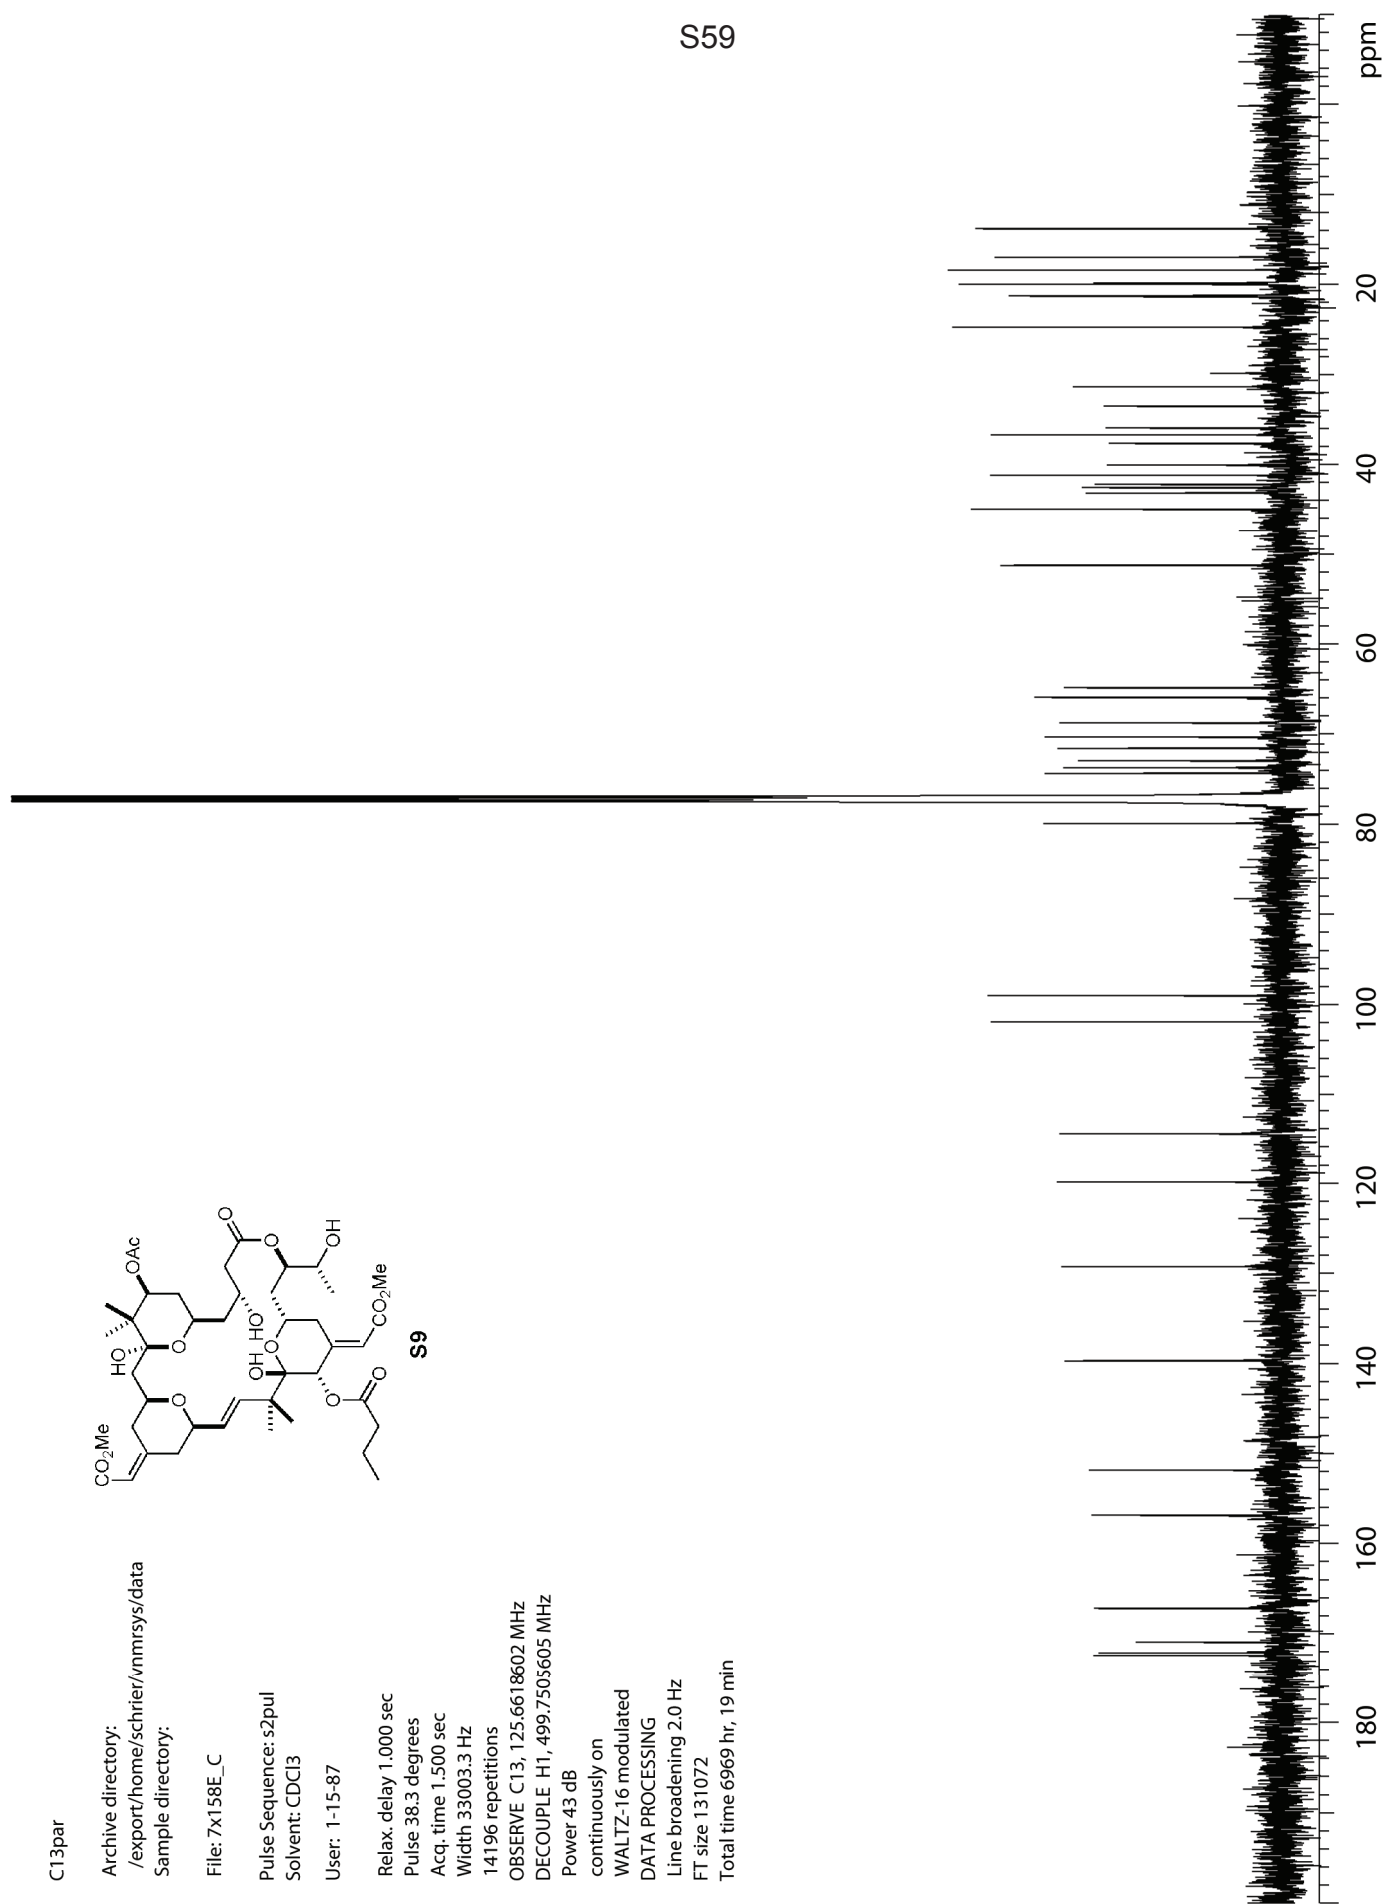 S59
C13par
Archive directory:
/export/home/schrier/vnmrsys/data
Sample directory:
File: 7x158E_C
Pulse Sequence: s2pul
Solvent: CDCl3
User: 1-15-87
Relax. delay 1.000 sec
Pulse 38.3 degrees
Acq. time 1.500 sec
Width 33003.3 Hz
14196 repetitions
OBSERVE C13, 125.6618602 MHz
DECOUPLE H1, 499.7505605 MHz
Power 43 dB
continuously on
WALTZ-16 modulated
DATA PROCESSING
Line broadening 2.0 Hz
FT size 131072
Total time 6969 hr, 19 min
CO2Me
HO
O
O
OAc
O
O
OH
HO
OH
O
O
O
CO2Me
S9
180
160
140
120
100
80
60
40
20
ppm